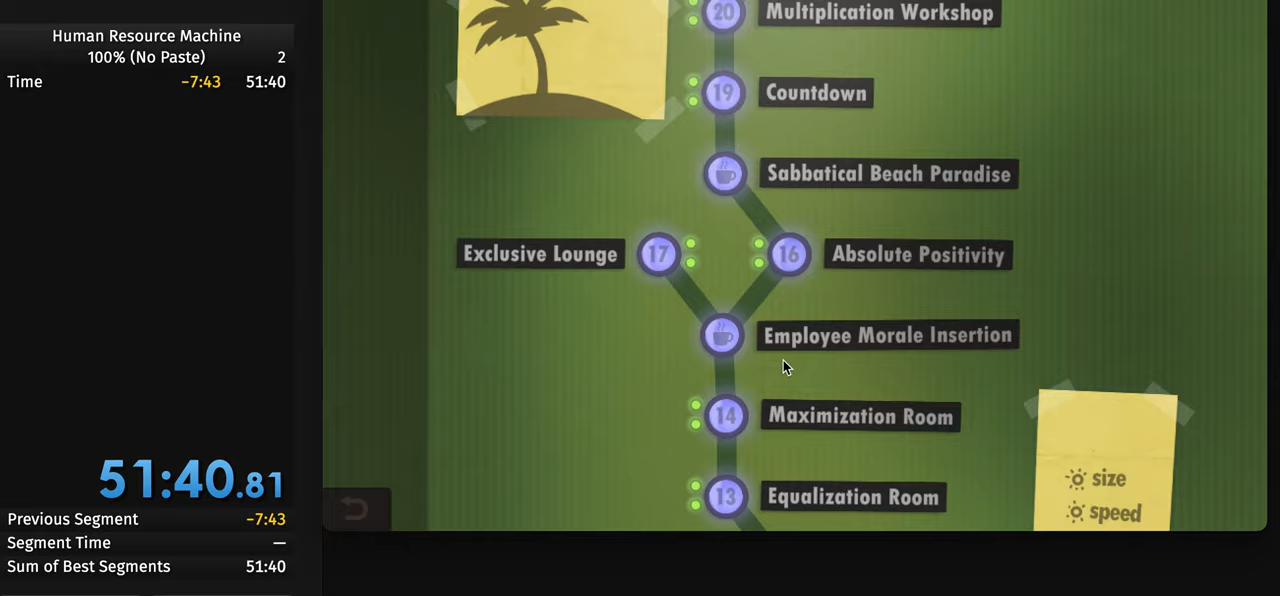 Human Resource Machine
100% (No Paste) 2
Time −7:43 51:40
51:40.81
Previous Segment −7:43
Segment Time —
Sum of Best Segments 51:40
20 Multiplication Workshop
19 Countdown
Sabbatical Beach Paradise
Exclusive Lounge 17 16 Absolute Positivity
Employee Morale Insertion
14 Maximization Room
13 Equalization Room
size
speed